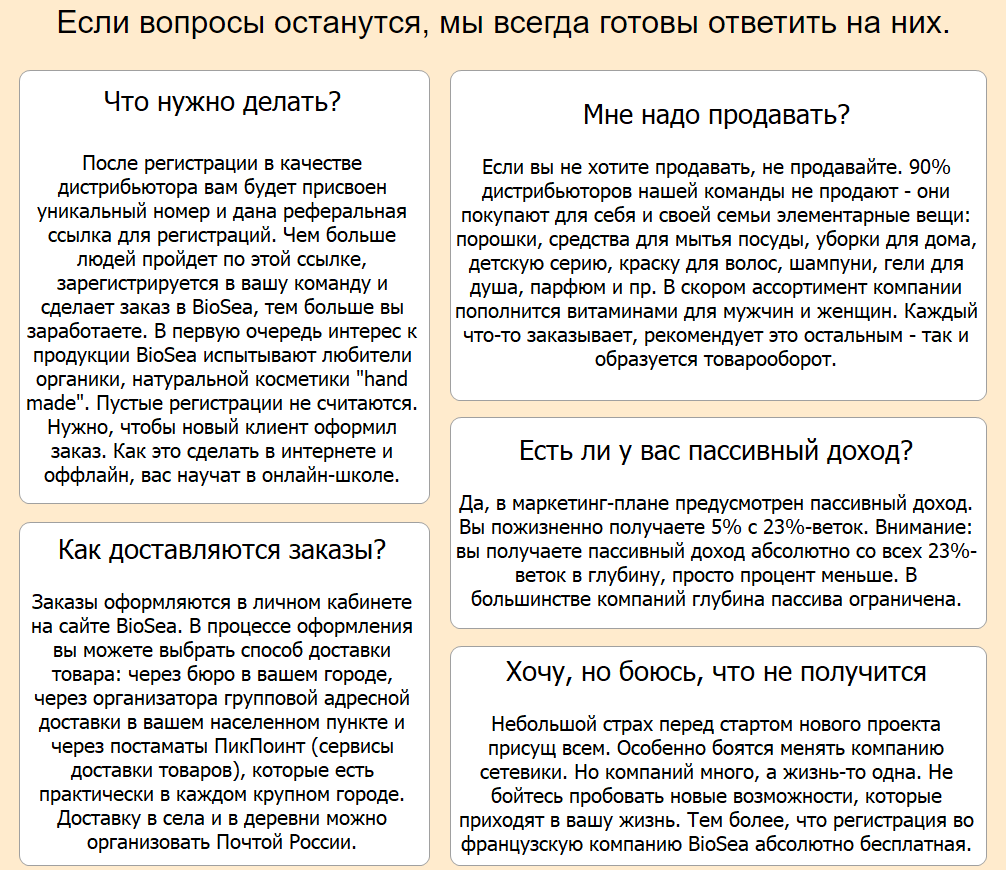 Если вопросы останутся, мы всегда готовы ответить на них.
Что нужно делать?
После регистрации в качестве
дистрибьютора вам будет присвоен
уникальный номер и дана реферальная
ссылка для регистраций. Чем больше
людей пройдет по этой ссылке,
зарегистрируется в вашу команду и
сделает заказ в BioSea, тем больше вы
заработаете. В первую очередь интерес к
продукции BioSea испытывают любители
органики, натуральной косметики "hand
made". Пустые регистрации не считаются.
Нужно, чтобы новый клиент оформил
заказ. Как это сделать в интернете и
оффлайн, вас научат в онлайн-школе.
Как доставляются заказы?
Заказы оформляются в личном кабинете
на сайте BioSea. В процессе оформления
вы можете выбрать способ доставки
товара: через бюро в вашем городе,
через организатора групповой адресной
доставки в вашем населенном пункте и
через постаматы ПикПоинт (сервисы
доставки товаров), которые есть
практически в каждом крупном городе.
Доставку в села и в деревни можно
организовать Почтой России.
Мне надо продавать?
Если вы не хотите продавать, не продавайте. 90%
дистрибьюторов нашей команды не продают - они
покупают для себя и своей семьи элементарные вещи:
порошки, средства для мытья посуды, уборки для дома,
детскую серию, краску для волос, шампуни, гели для
душа, парфюм и пр. В скором ассортимент компании
пополнится витаминами для мужчин и женщин. Каждый
что-то заказывает, рекомендует это остальным - так и
образуется товарооборот.
Есть ли у вас пассивный доход?
Да, в маркетинг-плане предусмотрен пассивный доход.
Вы пожизненно получаете 5% с 23%-веток. Внимание:
вы получаете пассивный доход абсолютно со всех 23%-
веток в глубину, просто процент меньше. В
большинстве компаний глубина пассива ограничена.
Хочу, но боюсь, что не получится
Небольшой страх перед стартом нового проекта
присущ всем. Особенно боятся менять компанию
сетевики. Но компаний много, а жизнь-то одна. Не
бойтесь пробовать новые возможности, которые
приходят в вашу жизнь. Тем более, что регистрация во
французскую компанию BioSea абсолютно бесплатная.